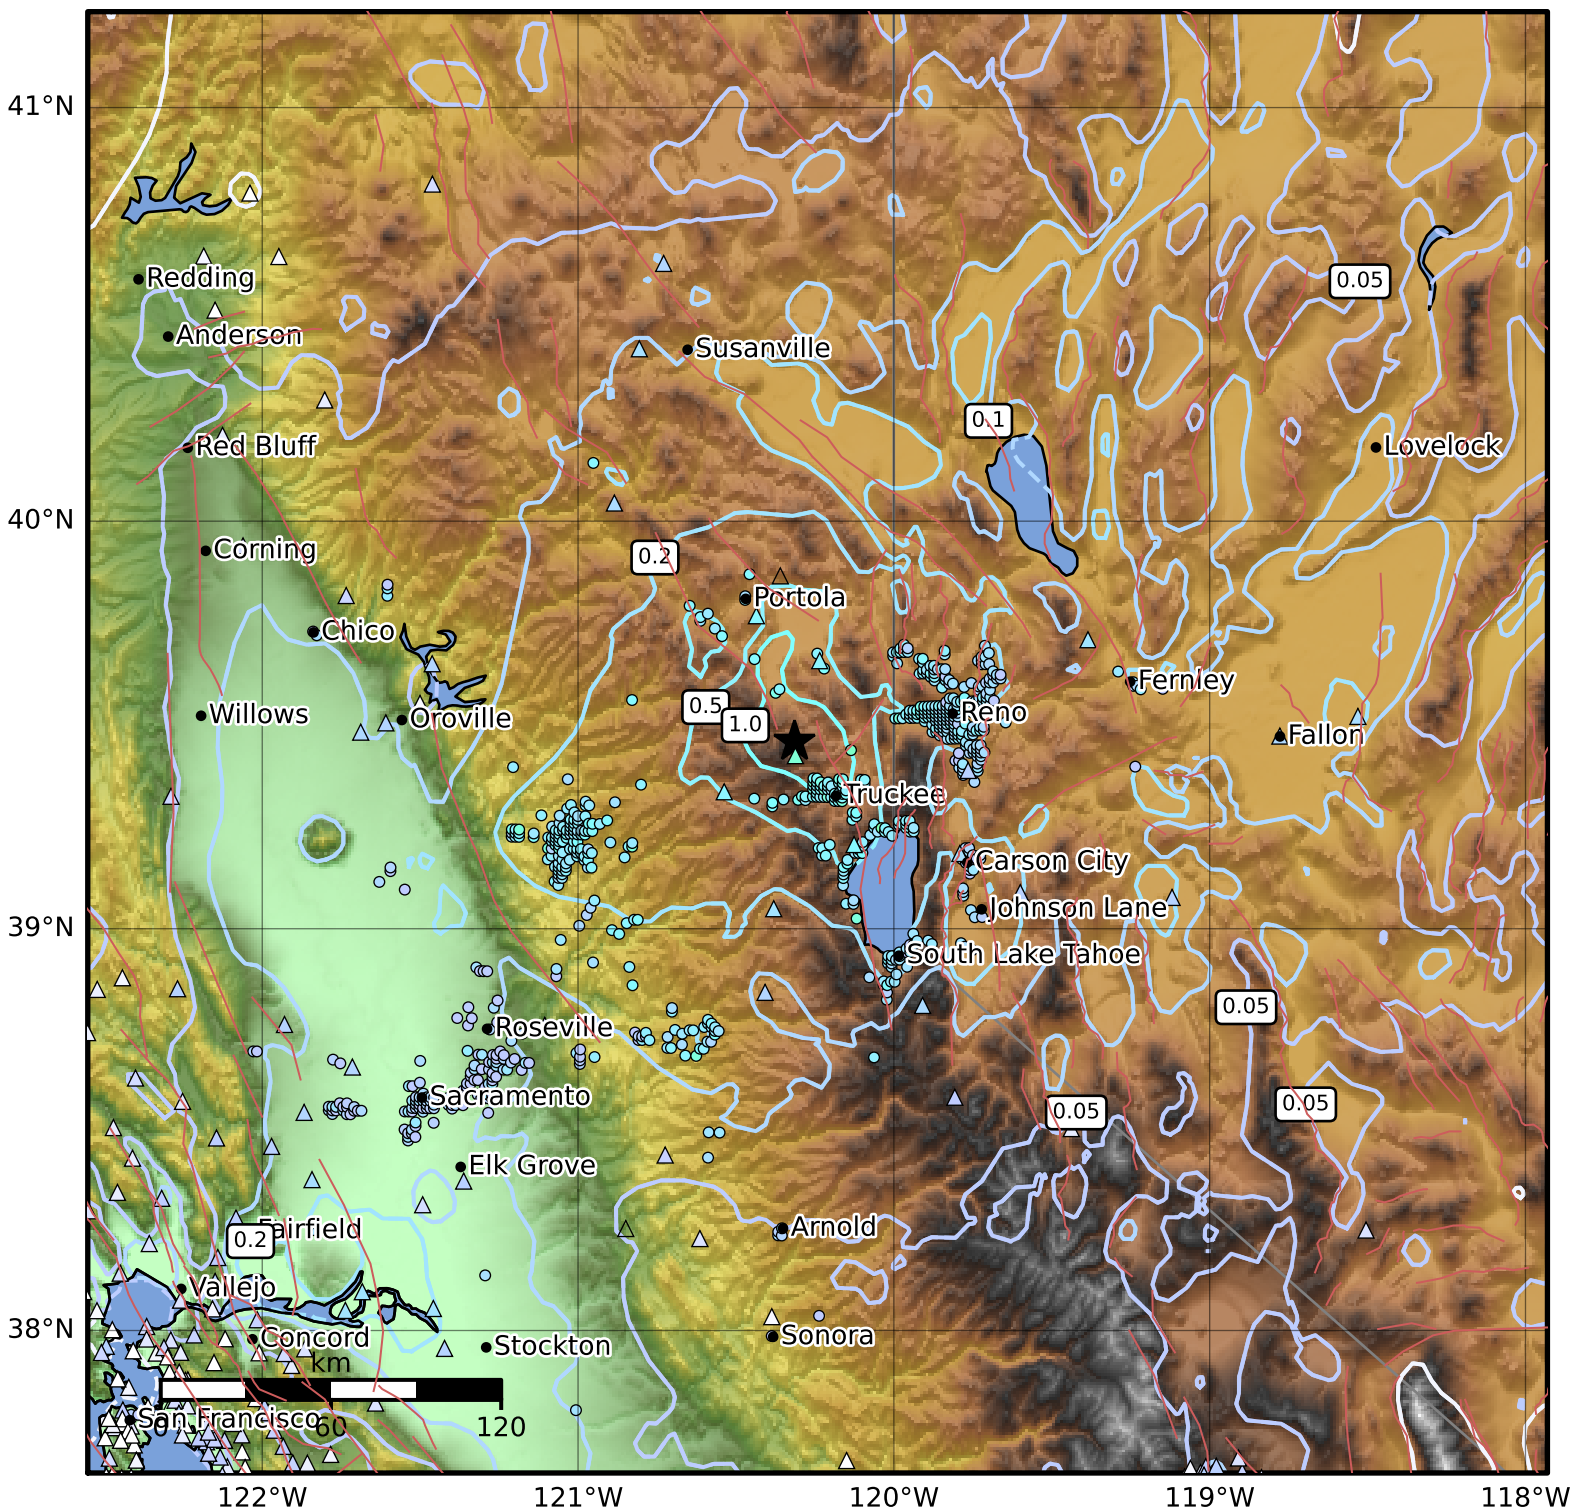 41°N
Redding
0.05
Anderson
Susanville
0.1
Red Bluff
Lovelock
40°N
Corning
0.2
Portola
Chico
Fernley
Willows
Oroville
0.5
1.0
Reno
Fallon
Truckee
Carson City
Johnson Lane
39°N
South Lake Tahoe
0.05
Roseville
Sacramento
0.05
0.05
Elk Grove
Arnold
Fairfield
0.2
Vallejo
38°N
Concord
Sonora
Stockton
km
San Francisco
0
60
120
122°W
121°W
120°W
119°W
118°W